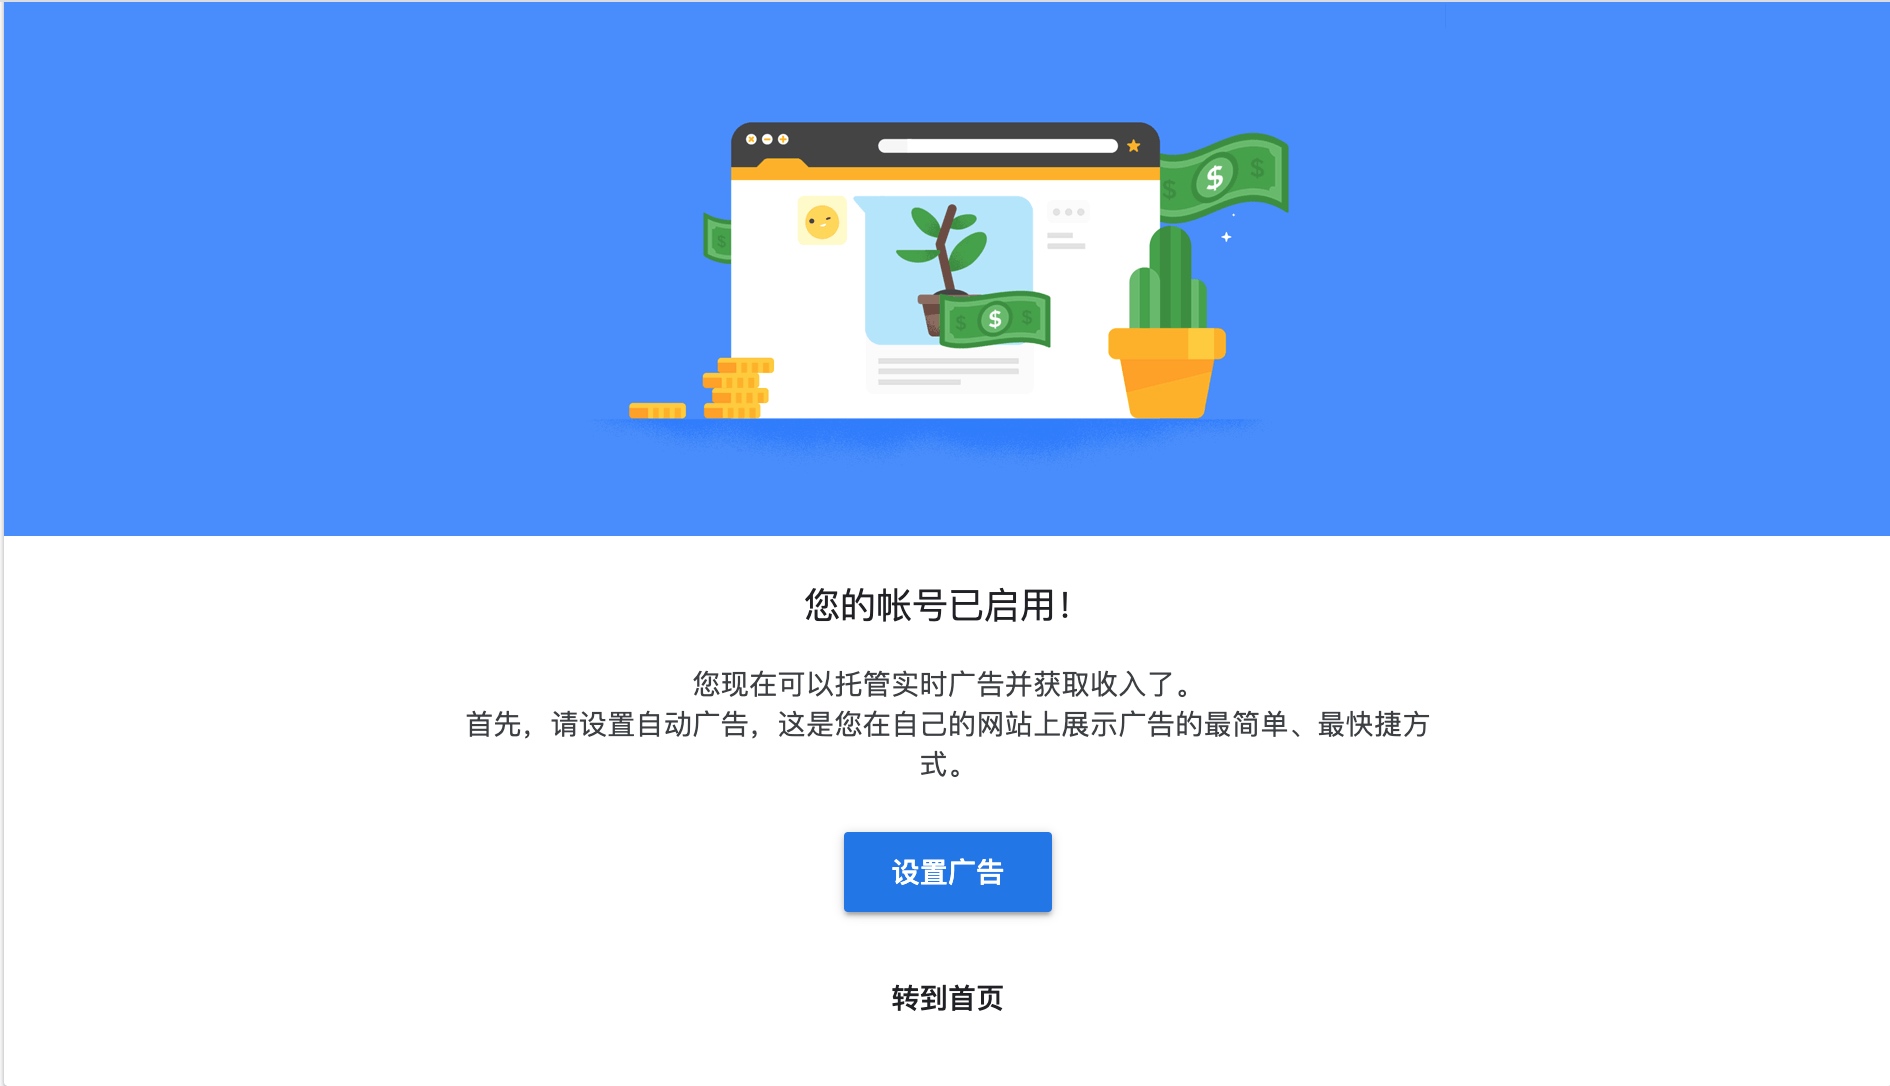 您的帐号已启用！
您现在可以托管实时广告并获取收入了。
首先，请设置自动广告，这是您在自己的网站上展示广告的最简单、最快捷方
式。
设置广告
转到首页